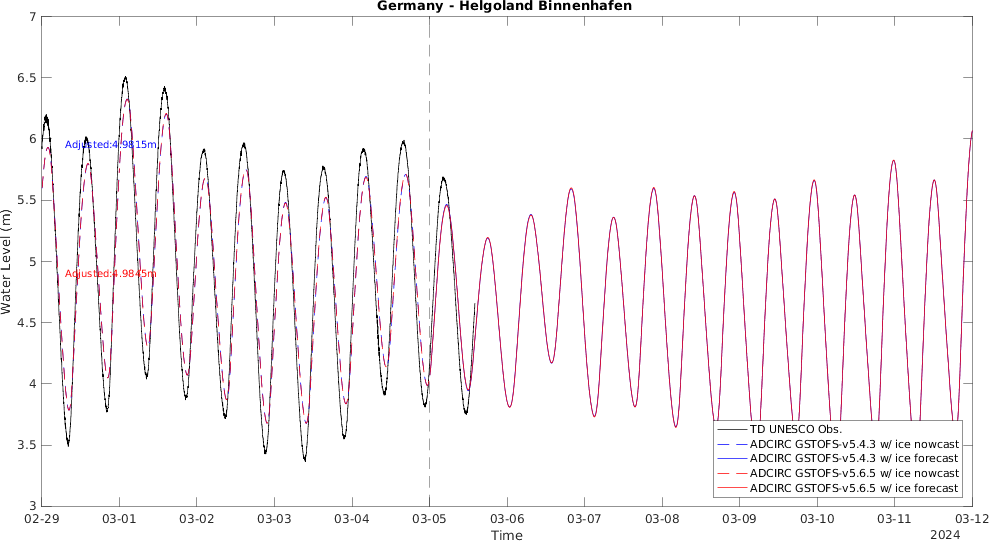 Germany - Helgoland Binnenhafen
7
6.5
6
5.5
5
4.5
4
3.5
3
Water Level (m)
Adjusted:4.9815m
Adjusted:4.9845m
TD UNESCO Obs.
ADCIRC GSTOFS-v5.4.3 w/ ice nowcast
ADCIRC GSTOFS-v5.4.3 w/ ice forecast
ADCIRC GSTOFS-v5.6.5 w/ ice nowcast
ADCIRC GSTOFS-v5.6.5 w/ ice forecast
02-29 03-01 03-02 03-03 03-04 03-05 03-06 03-07 03-08 03-09 03-10 03-11 03-12
Time
2024